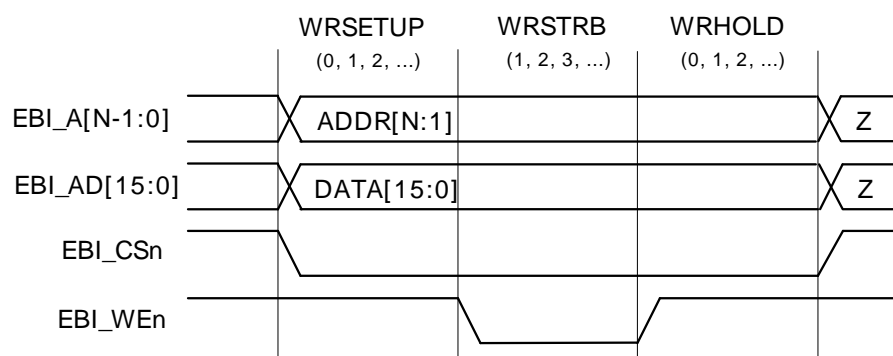 WRSETUP WRSTRB WRHOLD
(0, 1, 2, ...) (1, 2, 3, ...) (0, 1, 2, ...)
EBI_A[N-1:0] ADDR[N:1] Z
EBI_AD[15:0] DATA[15:0] Z
EBI_CSn
EBI_WEn